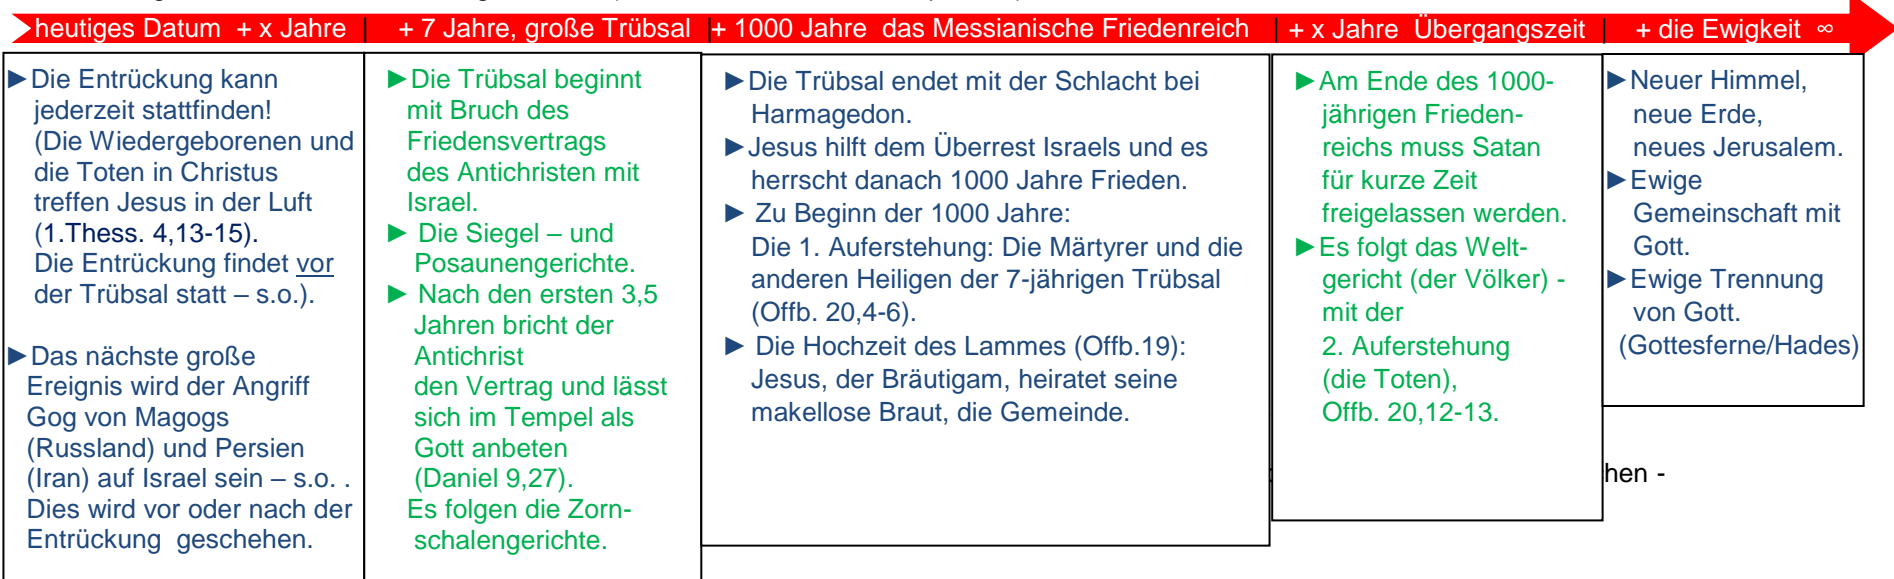 heutiges Datum + x Jahre | + 7 Jahre, große Trübsal | + 1000 Jahre das Messianische Friedenreich | + x Jahre Übergangszeit | + die Ewigkeit ∞
►Die Entrückung kann
jederzeit stattfinden!
(Die Wiedergeborenen und
die Toten in Christus
treffen Jesus in der Luft
(1.Thess. 4,13-15).
Die Entrückung findet vor
der Trübsal statt – s.o.).
►Das nächste große
Ereignis wird der Angriff
Gog von Magogs
(Russland) und Persien
(Iran) auf Israel sein – s.o. .
Dies wird vor oder nach der
Entrückung geschehen.
►Die Trübsal beginnt
mit Bruch des
Friedensvertrags
des Antichristen mit
Israel.
► Die Siegel – und
Posaunengerichte.
► Nach den ersten 3,5
Jahren bricht der
Antichrist
den Vertrag und lässt
sich im Tempel als
Gott anbeten
(Daniel 9,27).
Es folgen die Zorn-
schalengerichte.
►Die Trübsal endet mit der Schlacht bei
Harmagedon.
►Jesus hilft dem Überrest Israels und es
herrscht danach 1000 Jahre Frieden.
► Zu Beginn der 1000 Jahre:
Die 1. Auferstehung: Die Märtyrer und die
anderen Heiligen der 7-jährigen Trübsal
(Offb. 20,4-6).
► Die Hochzeit des Lammes (Offb.19):
Jesus, der Bräutigam, heiratet seine
makellose Braut, die Gemeinde.
►Am Ende des 1000-
jährigen Frieden-
reichs muss Satan
für kurze Zeit
freigelassen werden.
►Es folgt das Welt-
gericht (der Völker) -
mit der
2. Auferstehung
(die Toten),
Offb. 20,12-13.
►Neuer Himmel,
neue Erde,
neues Jerusalem.
►Ewige
Gemeinschaft mit
Gott.
►Ewige Trennung
von Gott.
(Gottesferne/Hades)
hen -